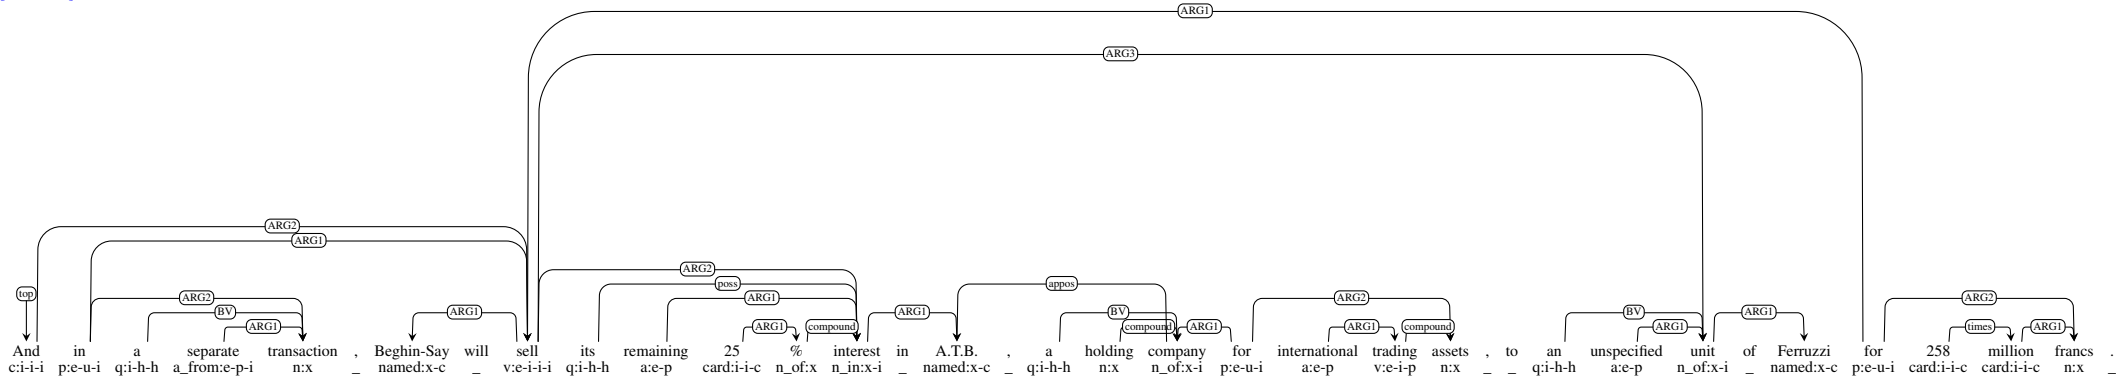 ARG1
ARG3
ARG2
ARG1
ARG2
poss
appos
top
ARG2
ARG1
ARG2
ARG2
BV
ARG1
ARG1
BV
BV
ARG1
ARG1
ARG1
compound
compound
ARG1
ARG1
compound
ARG1
times
ARG1
And in a separate transaction , Beghin-Say will sell its remaining 25 % interest in A.T.B. , a holding company for international trading assets , to an unspecified unit of Ferruzzi for 258 million francs .
c:i-i-i p:e-u-i q:i-h-h a_from:e-p-i n:x _ named:x-c _ v:e-i-i-i q:i-h-h a:e-p card:i-i-c n_of:x n_in:x-i _ named:x-c _ q:i-h-h n:x n_of:x-i p:e-u-i a:e-p v:e-i-p n:x _ _ q:i-h-h a:e-p n_of:x-i _ named:x-c p:e-u-i card:i-i-c card:i-i-c n:x _